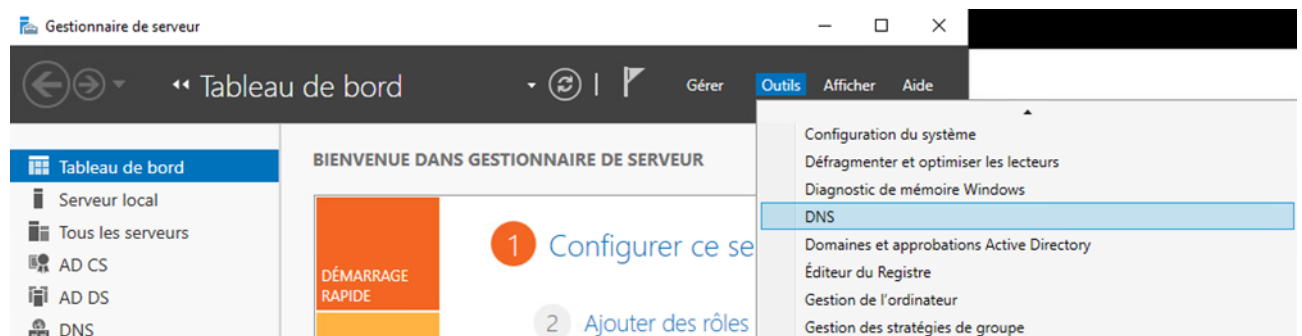 Gestionnaire de serveur
Tableau de bord
Gérer Outils Afficher Aide
Tableau de bord
Serveur local
Tous les serveurs
AD CS
AD DS
DNS
BIENVENUE DANS GESTIONNAIRE DE SERVEUR
DÉMARRAGE
RAPIDE
1 Configurer ce se
2 Ajouter des rôles
Configuration du système
Défragmenter et optimiser les lecteurs
Diagnostic de mémoire Windows
DNS
Domaines et approbations Active Directory
Éditeur du Registre
Gestion de l'ordinateur
Gestion des stratégies de groupe